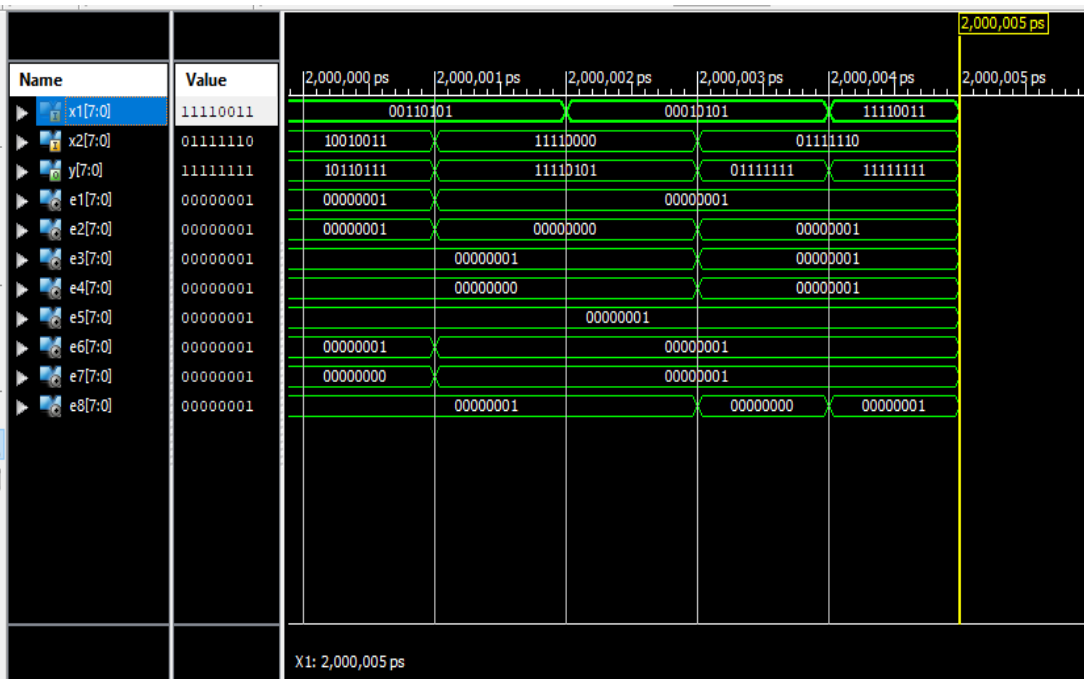 2,000,005 ps
Name Value 2,000,000 ps 2,000,001 ps 2,000,002 ps 2,000,003 ps 2,000,004 ps 2,000,005 ps
x1[7:0] 11110011 00110101 00010101 11110011
x2[7:0] 01111110 10010011 11110000 01111110
y[7:0] 11111111 10110111 11110101 01111111 11111111
e1[7:0] 00000001 00000001 00000001
e2[7:0] 00000001 00000001 00000000 00000001
e3[7:0] 00000001 00000001 00000001
e4[7:0] 00000001 00000000 00000001
e5[7:0] 00000001 00000001
e6[7:0] 00000001 00000001 00000001
e7[7:0] 00000001 00000000 00000001
e8[7:0] 00000001 00000001 00000000 00000001
X1: 2,000,005 ps